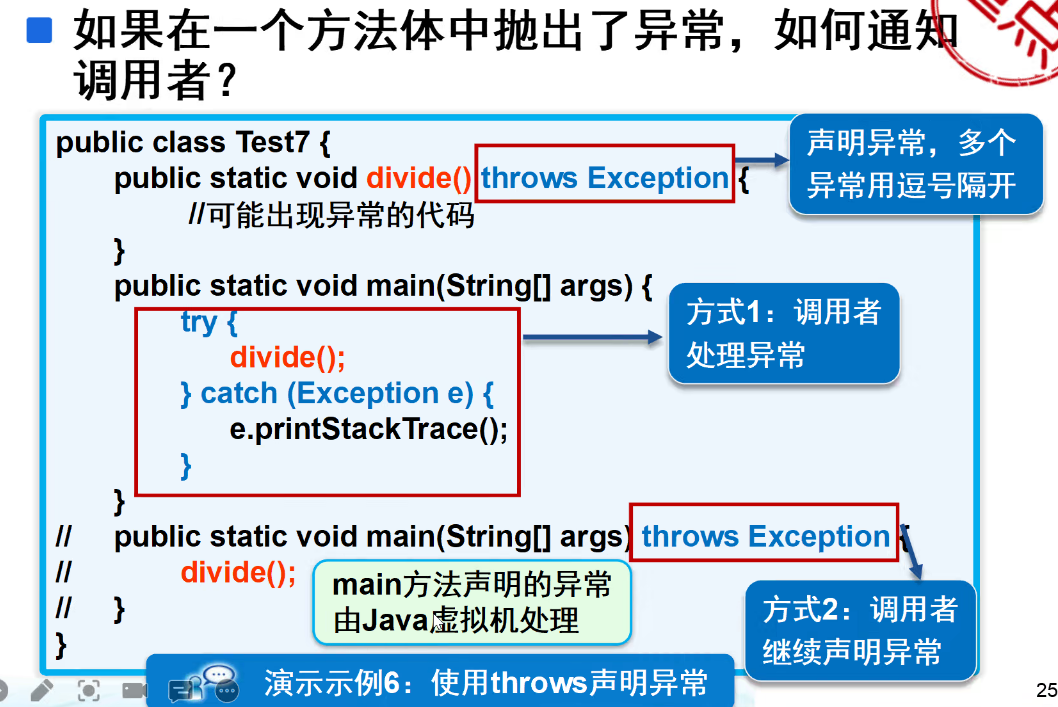 如果在一个方法体中抛出了异常，如何通知
调用者？
public class Test7 {
public static void divide() throws Exception {
//可能出现异常的代码
}
public static void main(String[] args) {
try {
divide();
} catch (Exception e) {
e.printStackTrace();
}
}
// public static void main(String[] args) throws Exception {
// divide();
// }
}
声明异常，多个
异常用逗号隔开
方式1：调用者
处理异常
main方法声明的异常
由Java虚拟机处理
方式2：调用者
继续声明异常
演示示例6：使用throws声明异常
25